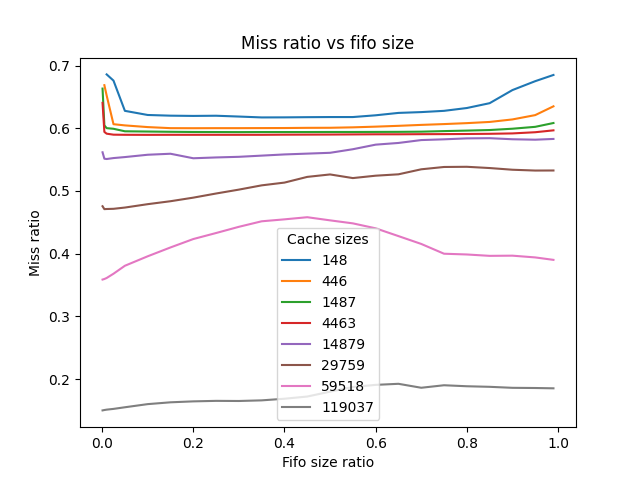 Miss ratio vs fifo size
Miss ratio
0.7
0.6
0.5
0.4
0.3
0.2
Cache sizes
148
446
1487
4463
14879
29759
59518
119037
0.0 0.2 0.4 0.6 0.8 1.0
Fifo size ratio